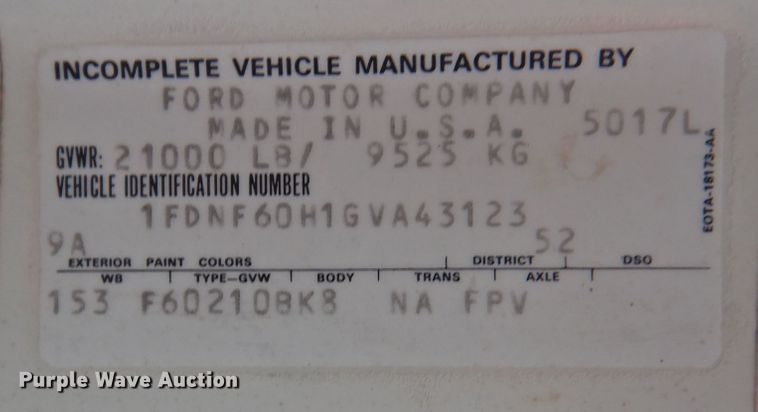 INCOMPLETE VEHICLE MANUFACTURED BY
FORD MOTOR COMPANY
MADE IN U.S.A. 5017L
GVWR: 21000 LB/ 9525 KG
VEHICLE IDENTIFICATION NUMBER
1FDNF60H1GVA43123
9A 52
EXTERIOR PAINT COLORS DISTRICT DSO
WB TYPE-GVW BODY TRANS AXLE
153 F602108K8 NA FPV
EOTA-18173-AA
Purple Wave Auction